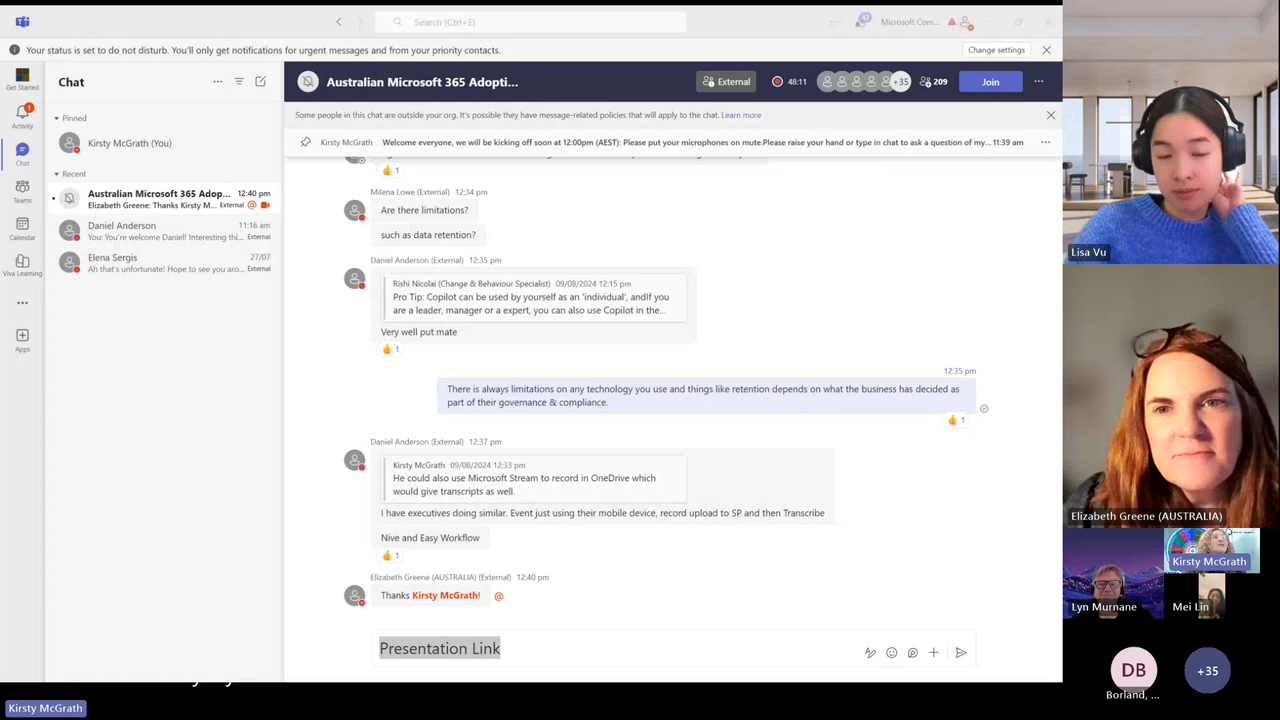 Search (Ctrl+E)
47
Microsoft Com...
Your status is set to do not disturb. You'll only get notifications for urgent messages and from your priority contacts.
Change settings
Get Started
Activity
1
Chat
Teams
Calendar
Viva Learning
Apps
Chat
Pinned
Kirsty McGrath (You)
Recent
Australian Microsoft 365 Adop...
12:40 pm
Elizabeth Greene: Thanks Kirsty M...
External
Daniel Anderson
11:16 am
You: You're welcome Daniel! Interesting thi...
External
Elena Sergis
27/07
Ah that's unfortunate! Hope to see you aro...
External
Australian Microsoft 365 Adopti...
External
48:11
+35
209
Join
Some people in this chat are outside your org. It's possible they have message-related policies that will apply to the chat. Learn more
Kirsty McGrath
Welcome everyone, we will be kicking off soon at 12:00pm (AEST): Please put your microphones on mute.Please raise your hand or type in chat to ask a question of my...
11:39 am
1
Milena Lowe (External) 12:34 pm
Are there limitations?
such as data retention?
Daniel Anderson (External) 12:35 pm
Rishi Nicolai (Change & Behaviour Specialist) 09/08/2024 12:15 pm
Pro Tip: Copilot can be used by yourself as an 'individual', andIf you
are a leader, manager or a expert, you can also use Copilot in the...
Very well put mate
1
12:35 pm
There is always limitations on any technology you use and things like retention depends on what the business has decided as
part of their governance & compliance.
1
Daniel Anderson (External) 12:37 pm
Kirsty McGrath 09/08/2024 12:33 pm
He could also use Microsoft Stream to record in OneDrive which
would give transcripts as well.
I have executives doing similar. Event just using their mobile device, record upload to SP and then Transcribe
Nive and Easy Workflow
1
Elizabeth Greene (AUSTRALIA) (External) 12:40 pm
Thanks Kirsty McGrath!
Presentation Link
Kirsty McGrath
Lisa Vu
Elizabeth Greene (AUSTRALIA)
Kirsty McGrath
Lyn Murnane
Mei Lin
DB
Borland, ...
+35